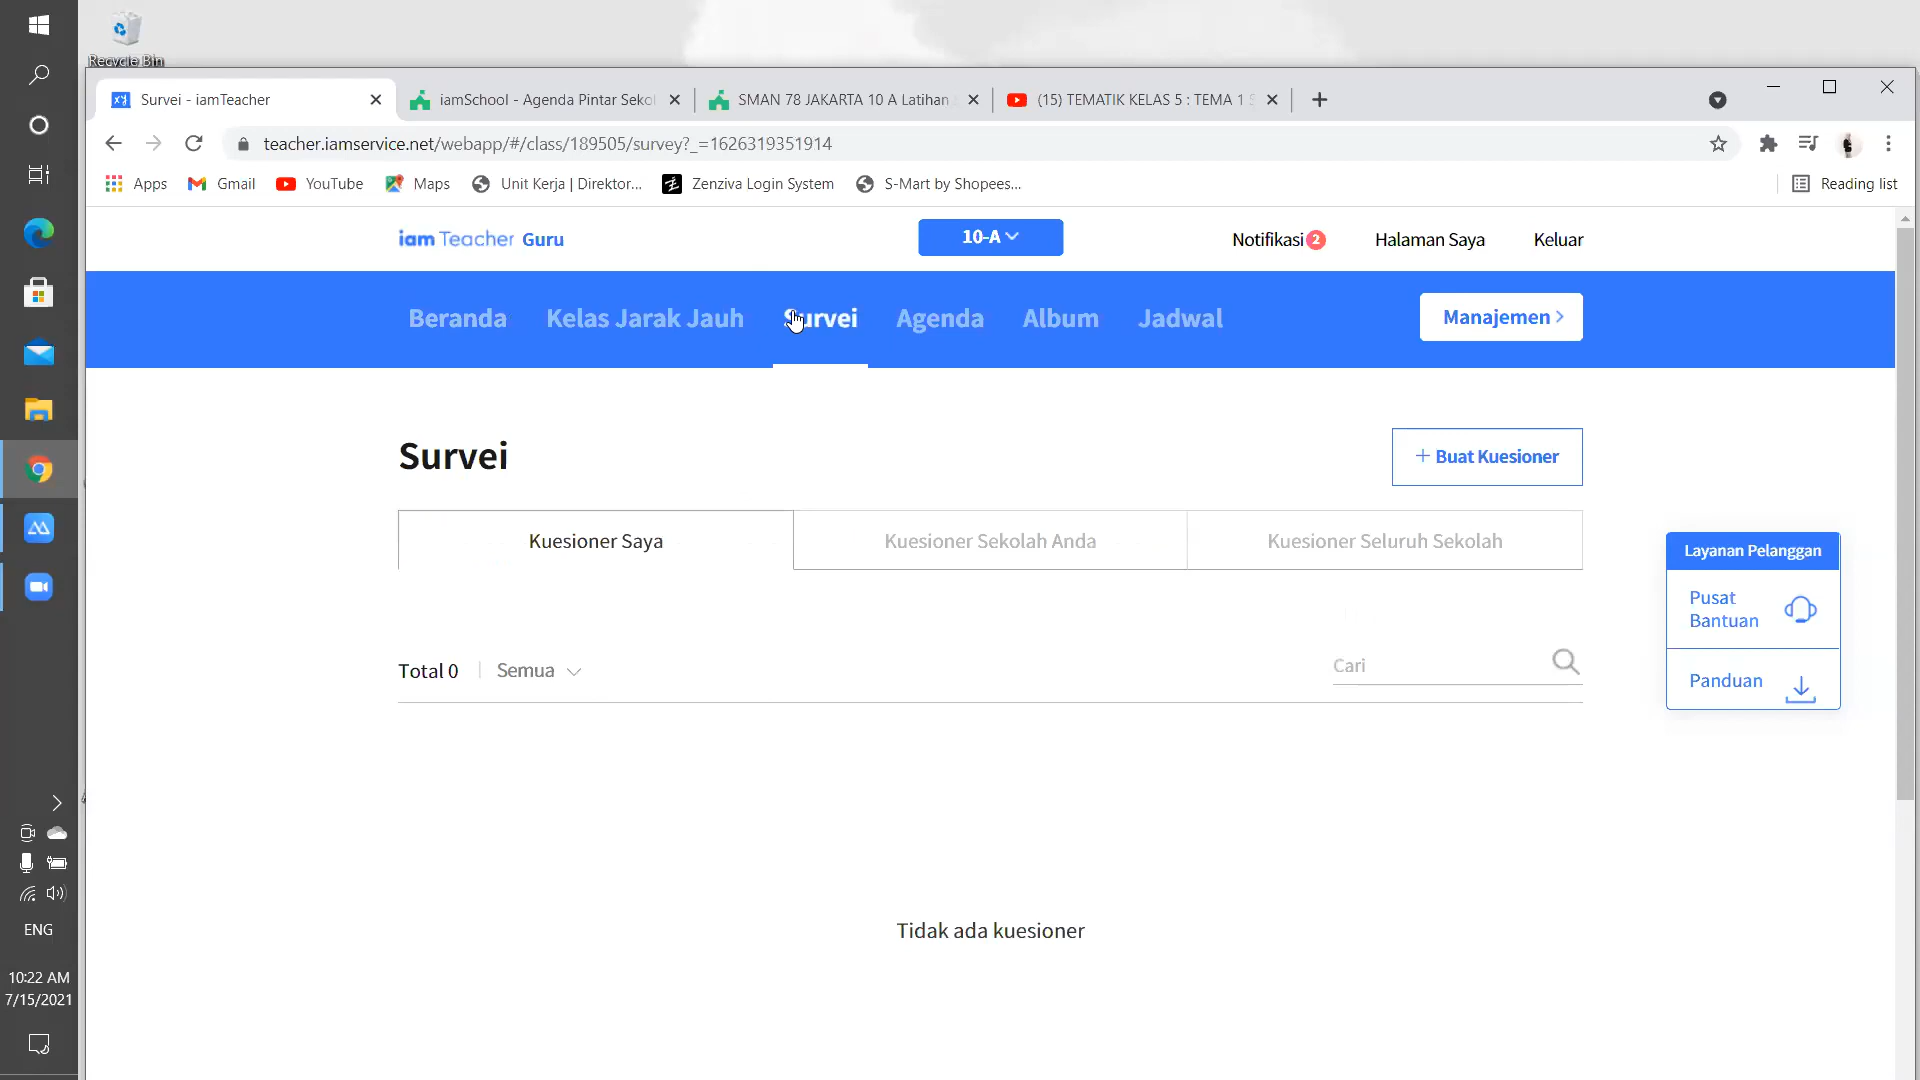 Recycle Bin
Survei - iamTeacher
iamSchool - Agenda Pintar Seko
SMAN 78 JAKARTA 10 A Latihan
(15) TEMATIK KELAS 5 : TEMA 1 S
teacher.iamservice.net/webapp/#/class/189505/survey?_=1626319351914
Apps
Gmail
YouTube
Maps
Unit Kerja | Direktor...
Zenziva Login System
S-Mart by Shopees...
Reading list
iam Teacher Guru
10-A
Notifikasi 2
Halaman Saya
Keluar
Beranda
Kelas Jarak Jauh
Survei
Agenda
Album
Jadwal
Manajemen >
Survei
+ Buat Kuesioner
Kuesioner Saya
Kuesioner Sekolah Anda
Kuesioner Seluruh Sekolah
Layanan Pelanggan
Pusat
Bantuan
Panduan
Total 0
Semua
Cari
Tidak ada kuesioner
ENG
10:22 AM
7/15/2021